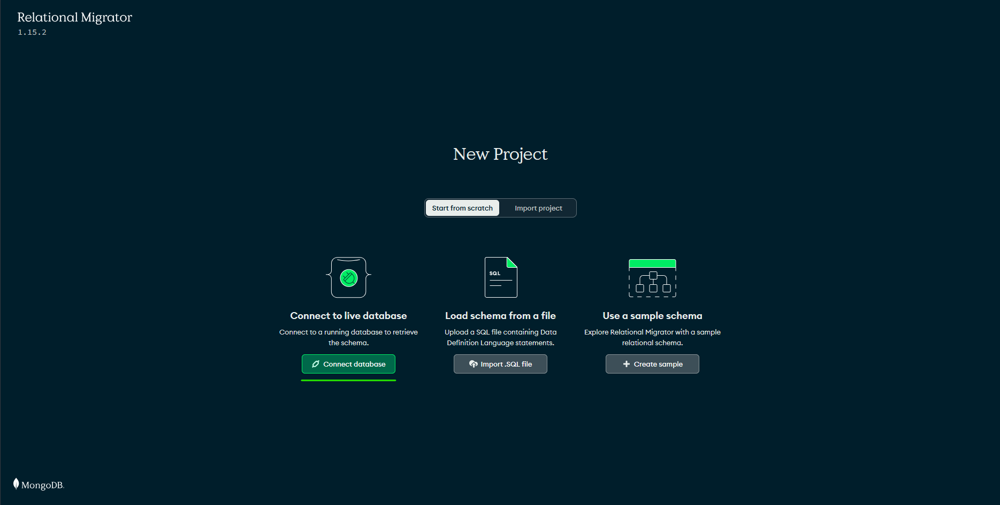 Relational Migrator
1.15.2
New Project
Start from scratch
Import project
SQL
Connect to live database
Connect to a running database to retrieve
the schema.
Connect database
Load schema from a file
Upload a SQL file containing Data
Definition Language statements.
Import .SQL file
Use a sample schema
Explore Relational Migrator with a sample
relational schema.
Create sample
MongoDB.